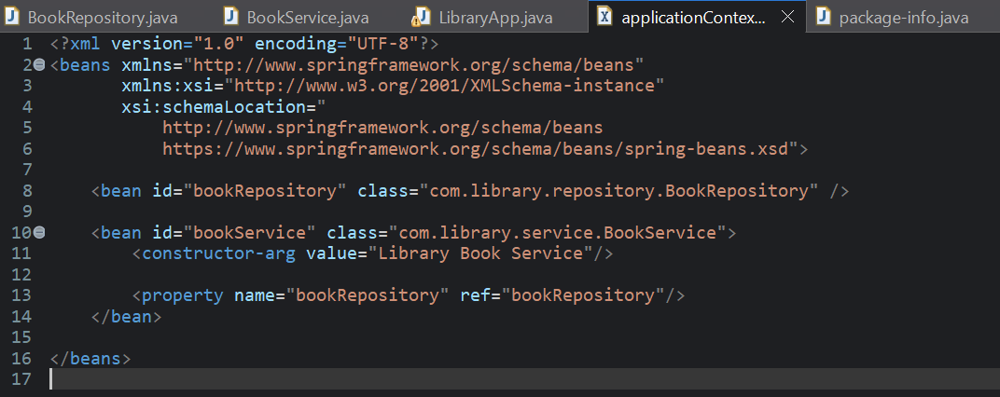 BookRepository.java BookService.java LibraryApp.java applicationContex... package-info.java
1 <?xml version="1.0" encoding="UTF-8"?>
2 <beans xmlns="http://www.springframework.org/schema/beans"
3 xmlns:xsi="http://www.w3.org/2001/XMLSchema-instance"
4 xsi:schemaLocation="
5 http://www.springframework.org/schema/beans
6 https://www.springframework.org/schema/beans/spring-beans.xsd">
7
8 <bean id="bookRepository" class="com.library.repository.BookRepository" />
9
10 <bean id="bookService" class="com.library.service.BookService">
11 <constructor-arg value="Library Book Service"/>
12
13 <property name="bookRepository" ref="bookRepository"/>
14 </bean>
15
16 </beans>
17